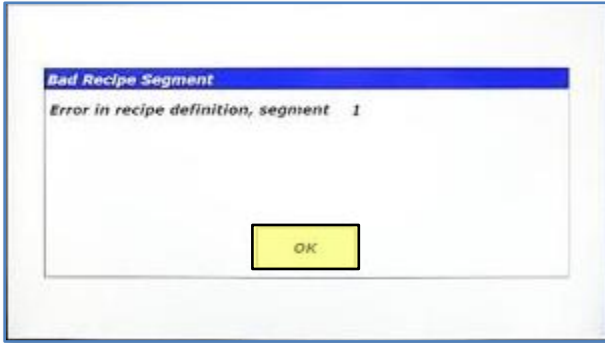 Bad Recipe Segment
Error in recipe definition, segment 1
OK